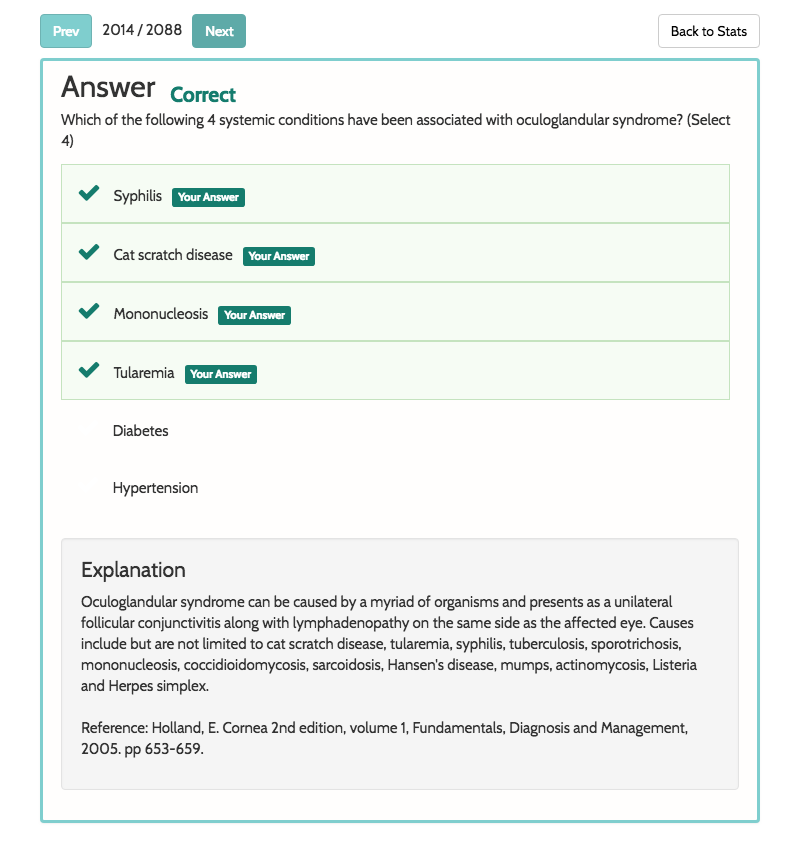 Prev 2014 / 2088 Next Back to Stats
Answer Correct
Which of the following 4 systemic conditions have been associated with oculoglandular syndrome? (Select
4)
Syphilis Your Answer
Cat scratch disease Your Answer
Mononucleosis Your Answer
Tularemia Your Answer
Diabetes
Hypertension
Explanation
Oculoglandular syndrome can be caused by a myriad of organisms and presents as a unilateral
follicular conjunctivitis along with lymphadenopathy on the same side as the affected eye. Causes
include but are not limited to cat scratch disease, tularemia, syphilis, tuberculosis, sporotrichosis,
mononucleosis, coccidioidomycosis, sarcoidosis, Hansen's disease, mumps, actinomycosis, Listeria
and Herpes simplex.
Reference: Holland, E. Cornea 2nd edition, volume 1, Fundamentals, Diagnosis and Management,
2005. pp 653-659.